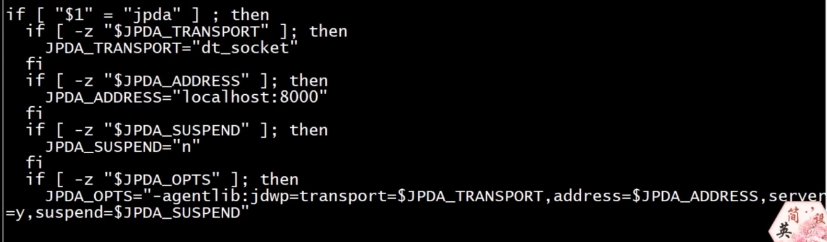 if [ "$1" = "jpda" ] ; then
  if [ -z "$JPDA_TRANSPORT" ]; then
    JPDA_TRANSPORT="dt_socket"
  fi
  if [ -z "$JPDA_ADDRESS" ]; then
    JPDA_ADDRESS="localhost:8000"
  fi
  if [ -z "$JPDA_SUSPEND" ]; then
    JPDA_SUSPEND="n"
  fi
  if [ -z "$JPDA_OPTS" ]; then
    JPDA_OPTS="-agentlib:jdwp=transport=$JPDA_TRANSPORT,address=$JPDA_ADDRESS,server
=y,suspend=$JPDA_SUSPEND"
简 设
英